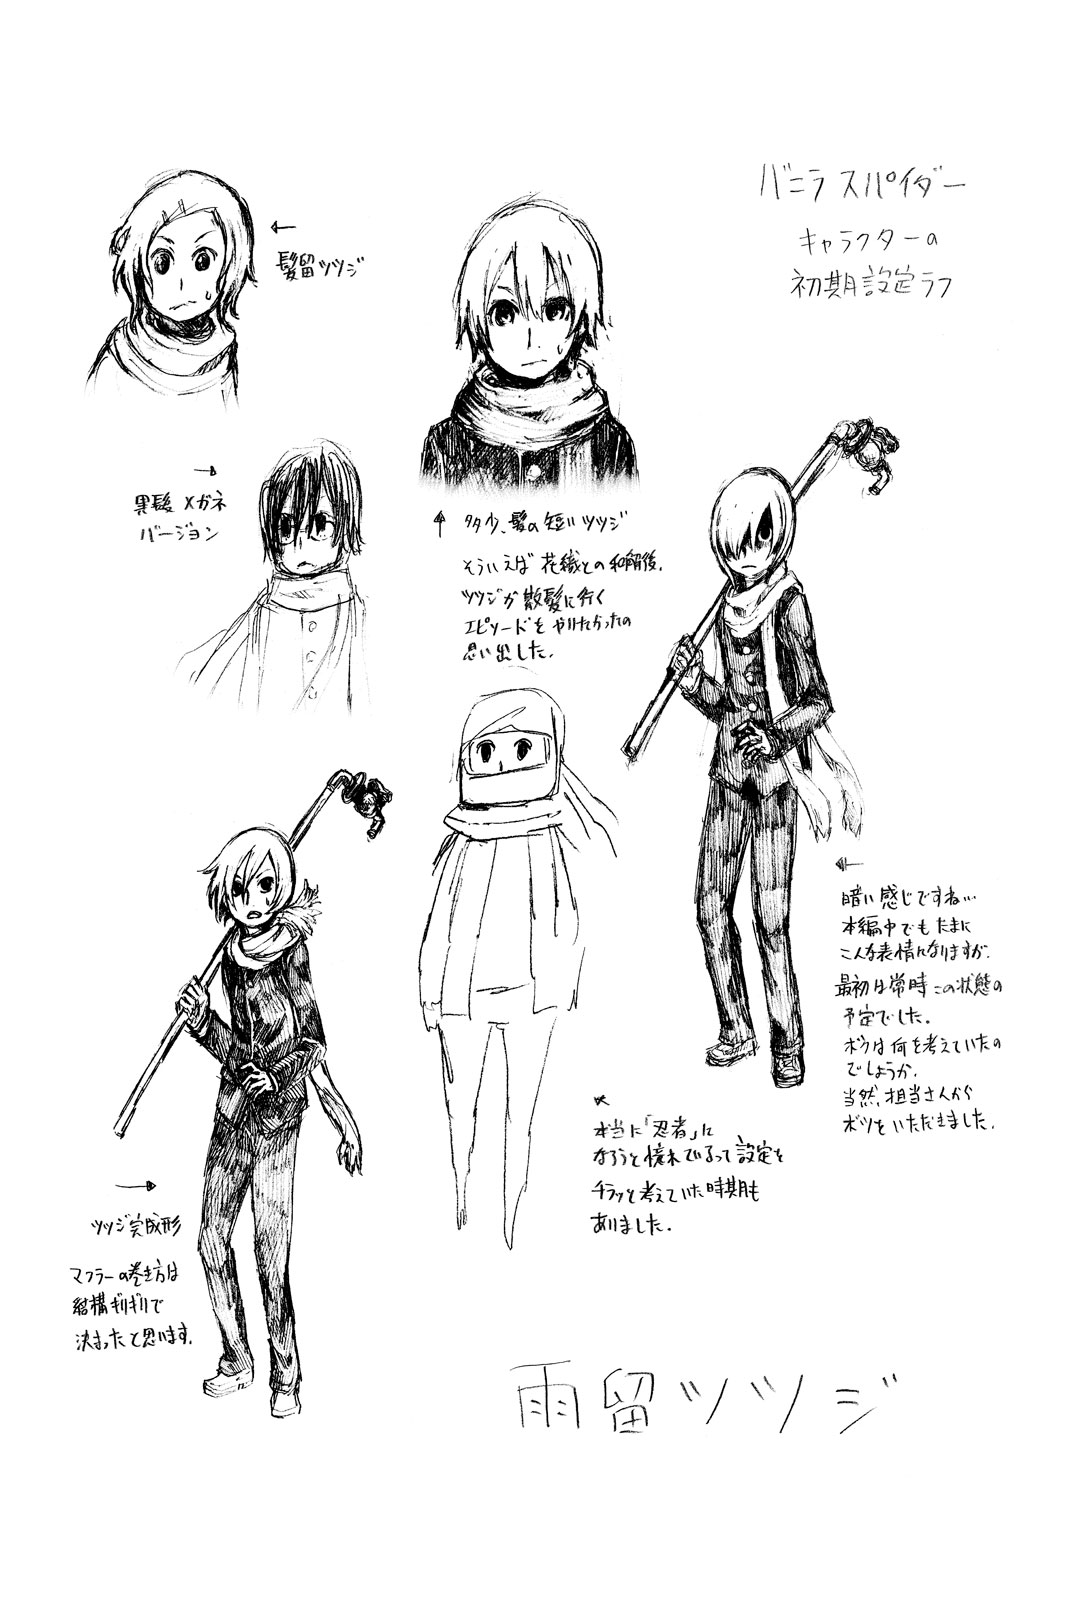 バニラスパイダー
キャラクターの
初期設定ラフ
髪留ツツジ
黒髪メガネ
バージョン
多少、髪の短いツツジ
そういえば花織との和解後、
ツツジが散髪に行く
エピソードをやりたかったの
思い出した。
暗い感じですね…
本編中でもたまに
こんな表情になりますが、
最初は常時この状態の
予定でした。
ボクは何を考えていたの
でしょうか。
当然、担当さんから
ボツをいただきました。
本当に「忍者」に
なろうと憧れているって設定を
チラッと考えていた時期も
ありました。
ツツジ完成形
マフラーの巻き方は
結構ギリギリで
決まったと思います。
雨留ツツジ